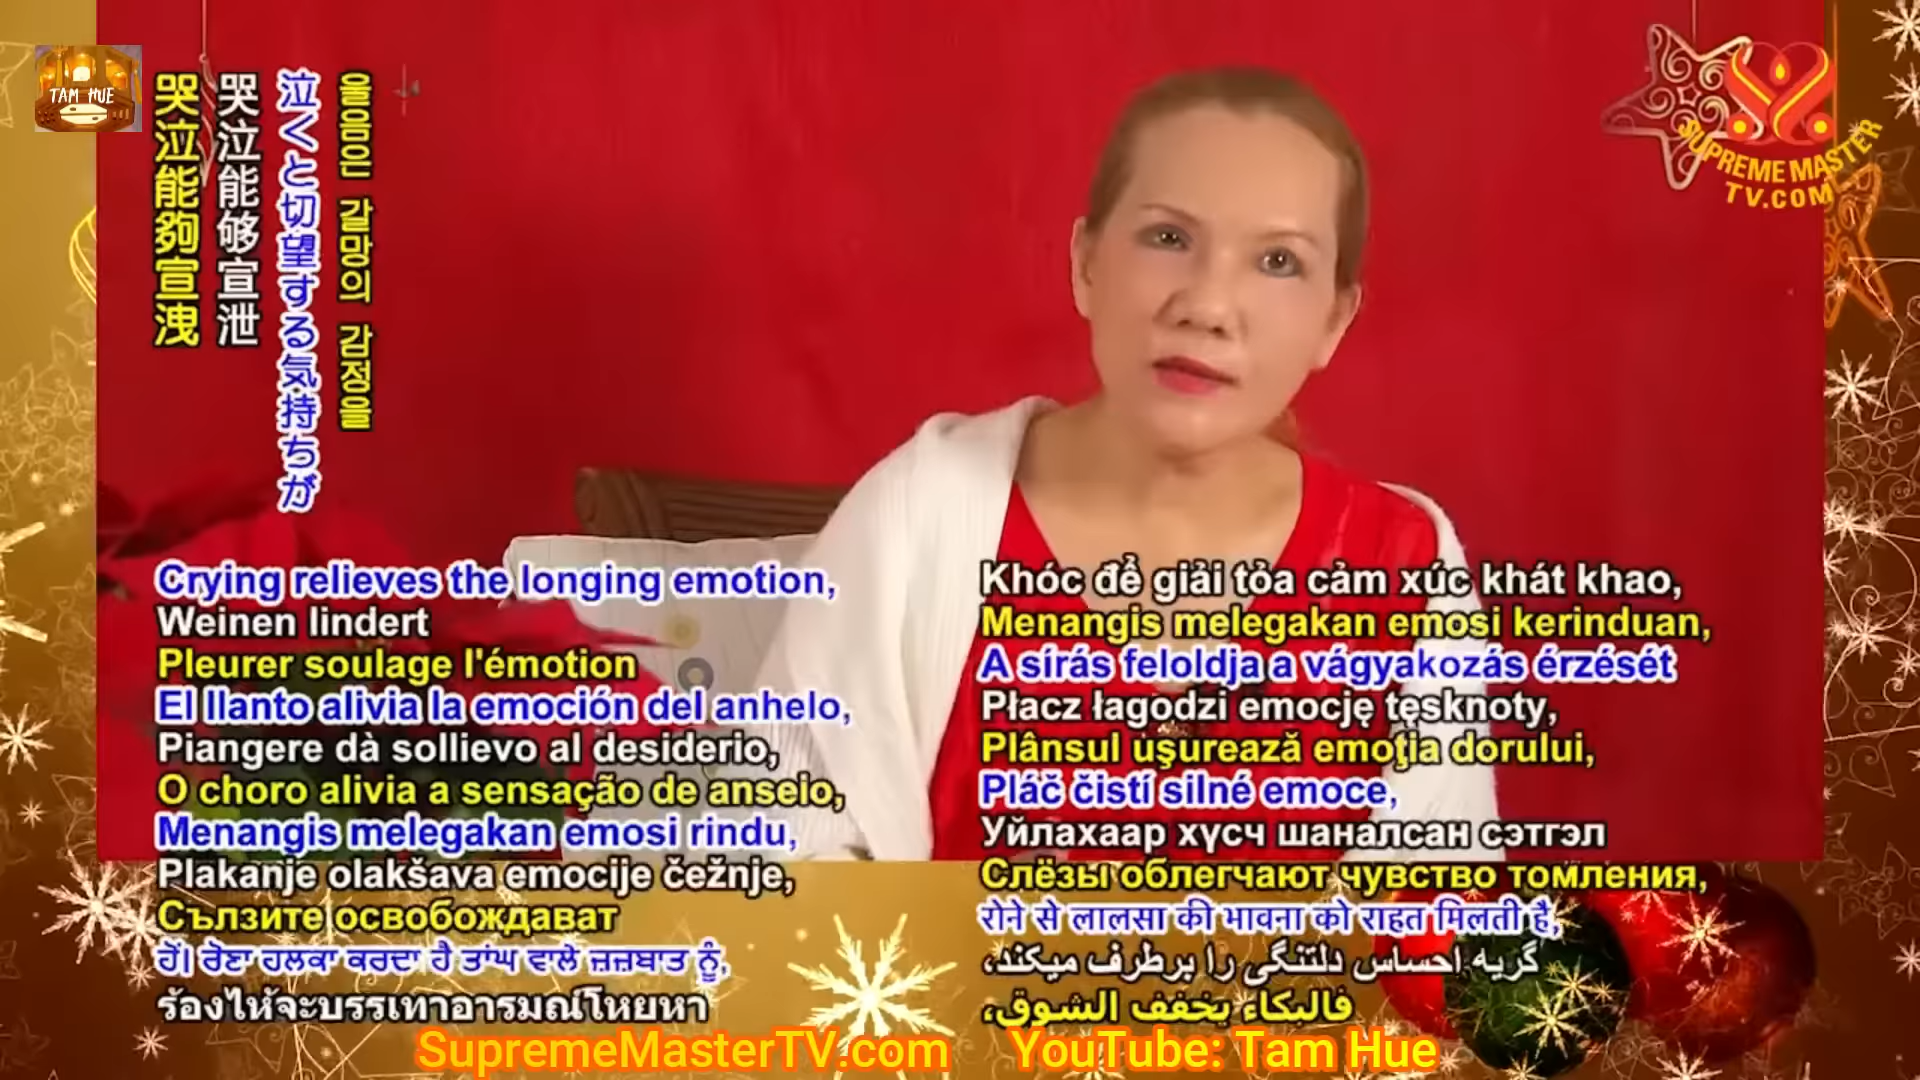 TAM HUE
SUPREME MASTER
TV.COM
哭泣能夠宣洩
哭泣能够宣泄
泣くと切望する気持ちが
울음은 갈망의 감정을
Crying relieves the longing emotion,
Weinen lindert
Pleurer soulage l'émotion
El llanto alivia la emoción del anhelo,
Piangere dà sollievo al desiderio,
O choro alivia a sensação de anseio,
Menangis melegakan emosi rindu,
Plakanje olakšava emocije čežnje,
Сълзите освобождават
ਹੋਂ। ਰੋਣਾ ਹਲਕਾ ਕਰਦਾ ਹੈ ਤਾਂਘ ਵਾਲੇ ਜਜ਼ਬਾਤ ਨੂੰ,
ร้องไห้จะบรรเทาอารมณ์โหยหา
Khóc để giải tỏa cảm xúc khát khao,
Menangis melegakan emosi kerinduan,
A sírás feloldja a vágyakozás érzését
Płacz łagodzi emocję tęsknoty,
Plânsul uşurează emoţia dorului,
Pláč čistí silné emoce,
Уйлахаар хүсч шаналсан сэтгэл
Слёзы облегчают чувство томления,
रोने से लालसा की भावना को राहत मिलती है,
گریه احساس دلتنگی را برطرف میکند،
فالبكاء يخفف الشوق،
SupremeMasterTV.com YouTube: Tam Hue